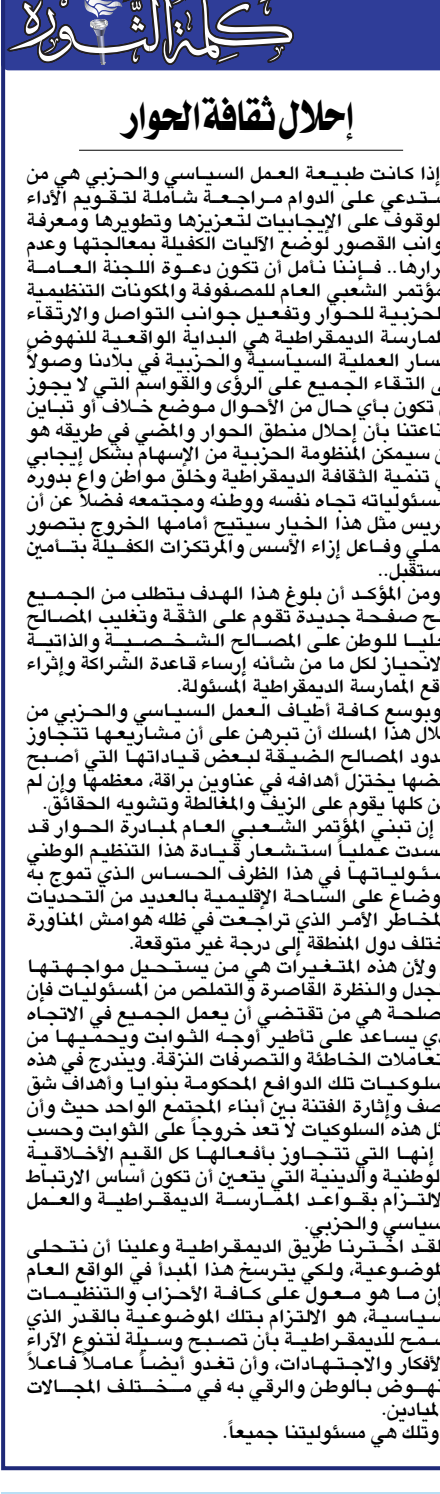 كلمة الثورة
إحلال ثقافة الحوار
إذا كانت طبيعة العمل السياسي والحزبي هي من
ستدعي على الدوام مراجعة شاملة لتقويم الأداء
لوقوف على الإيجابيات لتعزيزها وتطويرها ومعرفة
وانب القصور لوضع الآليات الكفيلة بمعالجتها وعدم
رارها.. فإننا نأمل أن تكون دعوة اللجنة العامة
مؤتمر الشعبي العام للمصفوفة والمكونات التنظيمية
لحزبية للحوار وتفعيل جوانب التواصل والارتقاء
لمارسة الديمقراطية هي البداية الواقعية للنهوض
سار العملية السياسية والحزبية في بلادنا وصولاً
ى التقاء الجميع على الرؤى والقواسم التي لا يجوز
ن تكون بأي حال من الأحوال موضع خلاف أو تباين
ناعتنا بأن إحلال منطق الحوار والمضي في طريقه هو
ن سيمكن المنظومة الحزبية من الإسهام بشكل إيجابي
ي تنمية الثقافة الديمقراطية وخلق مواطن واع بدوره
مسئولياته تجاه نفسه ووطنه ومجتمعه فضلاً عن أن
ريس مثل هذا الخيار سيتيح أمامها الخروج بتصور
ملي وفاعل إزاء الأسس والمرتكزات الكفيلة بتأمين
ستقبل..
ومن المؤكد أن بلوغ هذا الهدف يتطلب من الجميع
ح صفحة جديدة تقوم على الثقة وتغليب المصالح
عليا للوطن على المصالح الشخصية والذاتية
لانحياز لكل ما من شأنه إرساء قاعدة الشراكة وإثراء
قع الممارسة الديمقراطية المسئولة.
وبوسع كافة أطياف العمل السياسي والحزبي من
لال هذا المسلك أن تبرهن على أن مشاريعها تتجاوز
دود المصالح الضيقة لبعض قياداتها التي أصبح
ضها يختزل أهدافه في عناوين براقة، معظمها وإن لم
ن كلها يقوم على الزيف والمغالطة وتشويه الحقائق.
إن تبني المؤتمر الشعبي العام لمبادرة الحوار قد
سدت عملياً استشعار قيادة هذا التنظيم الوطني
سئولياتها في هذا الظرف الحساس الذي تموج به
وضاع على الساحة الإقليمية بالعديد من التحديات
لمخاطر الأمر الذي تراجعت في ظله هوامش المناورة
ختلف دول المنطقة إلى درجة غير متوقعة.
ولأن هذه المتغيرات هي من يستحيل مواجهتها
لجدل والنظرة القاصرة والتملص من المسئوليات فإن
صلحة هي من تقتضي أن يعمل الجميع في الاتجاه
ذي يساعد على تأطير أوجه الثوابت ويحميها من
تعاملات الخاطئة والتصرفات النزقة. ويندرج في هذه
سلوكيات تلك الدوافع المحكومة بنوايا وأهداف شق
صف وإثارة الفتنة بين أبناء المجتمع الواحد حيث وأن
ثل هذه السلوكيات لا تعد خروجاً على الثوابت وحسب
إنها التي تتجاوز بأفعالها كل القيم الأخلاقية
لوطنية والدينية التي يتعين أن تكون أساس الارتباط
الالتزام بقواعد الممارسة الديمقراطية والعمل
سياسي والحزبي.
لقد اخترنا طريق الديمقراطية وعلينا أن نتحلى
لموضوعية، ولكي يترسخ هذا المبدأ في الواقع العام
إن ما هو معول على كافة الأحزاب والتنظيمات
سياسية، هو الالتزام بتلك الموضوعية بالقدر الذي
سمح للديمقراطية بأن تصبح وسيلة لتنوع الآراء
لأفكار والاجتهادات، وأن تغدو أيضاً عاملاً فاعلاً
نهوض بالوطن والرقي به في مختلف المجالات
لميادين.
وتلك هي مسئوليتنا جميعاً.